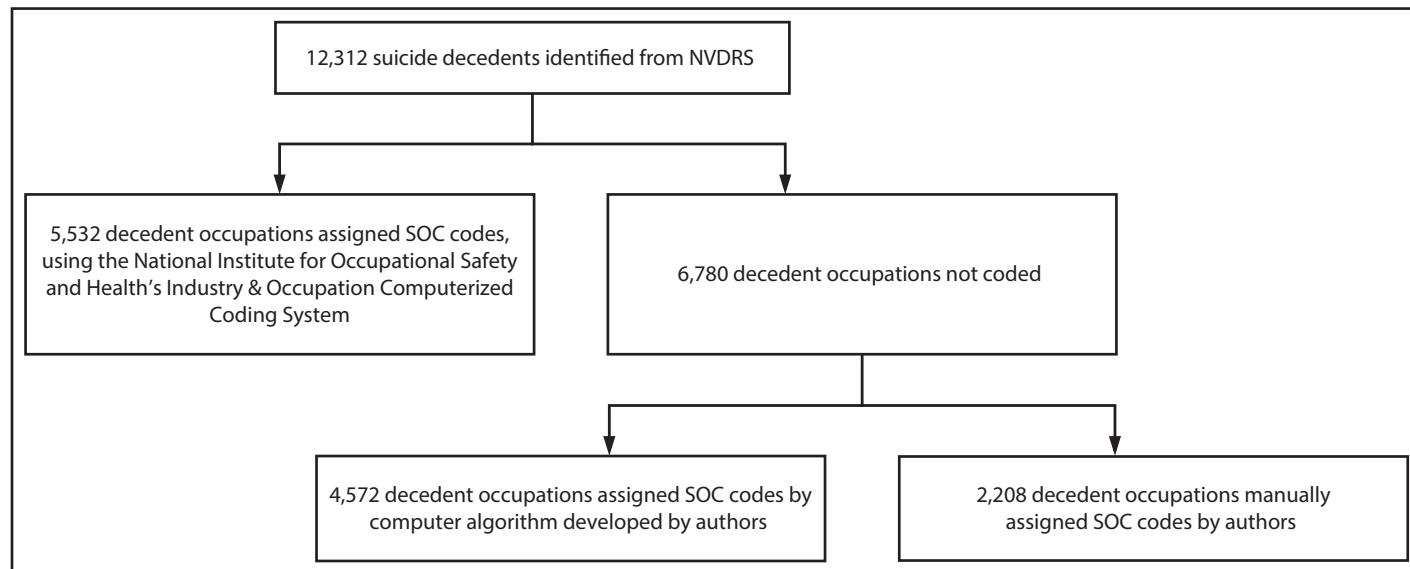 12,312 suicide decedents identified from NVDRS
5,532 decedent occupations assigned SOC codes,
using the National Institute for Occupational Safety
and Health’s Industry & Occupation Computerized
Coding System
6,780 decedent occupations not coded
4,572 decedent occupations assigned SOC codes by
computer algorithm developed by authors
2,208 decedent occupations manually
assigned SOC codes by authors